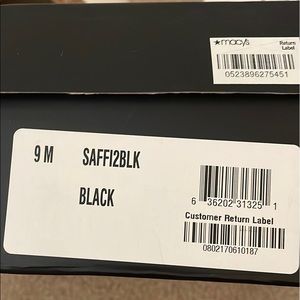 ★macy's Return
Label
0523896275451
9 M SAFFI2BLK
BLACK
6 36202 31325 1
Customer Return Label
0802170610187